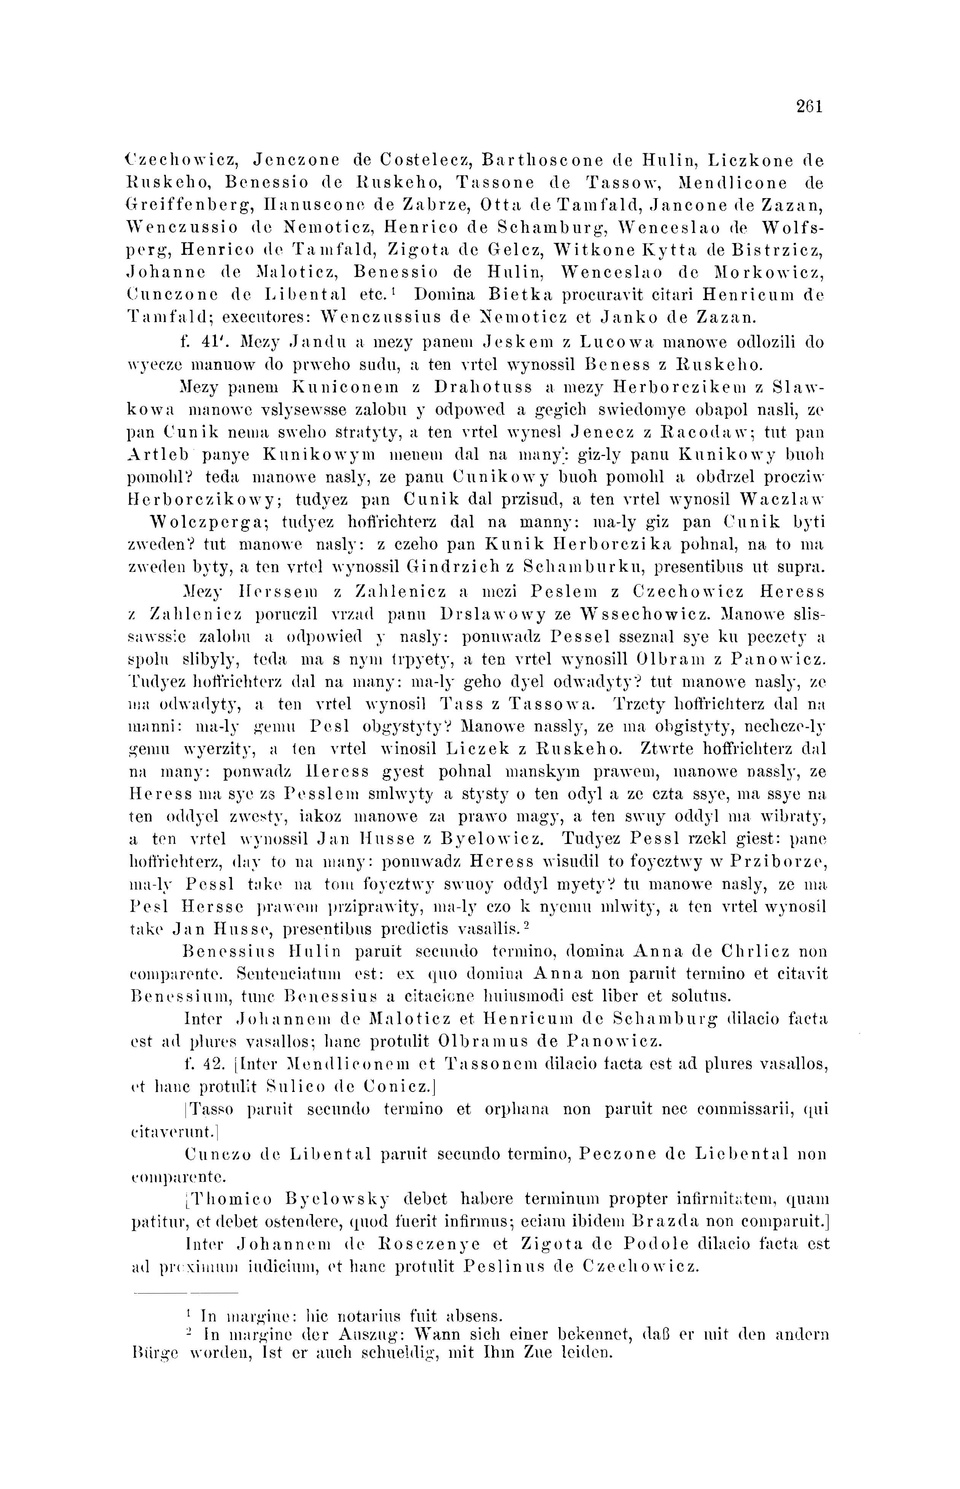 261
Czechowicz, Jenczone de Costelecz, Barthoscone de Hulin, Liczkone de
Ruskeho, Benessio de Ruskeho, Tassone de Tassow, Mendlicone de
Greiffenberg, Hanuscone de Zabrze, Otta de Tamfald, Jancone de Zazan,
Wenczussio de Nemoticz, Henrico de Schamburg, Wenceslao de Wolfs-
perg, Henrico de Tamfald, Zigota de Gelcz, Witkone Kytta de Bistrzicz,
Johanne de Maloticz, Benessio de Hulin, Wenceslao de Morkowicz,
Cunczone de Libental etc.¹ Domina Bietka procuravit citari Henricum de
Tamfald; executores: Wenczussius de Nemoticz et Janko de Zazan.
f. 41'. Mezy Jandu a mezy panem Jeskem z Lucowa manowe odlozili do
wyecze manuow do prweho sudu, a ten vrtel wynossil Beness z Ruskeho.
Mezy panem Kuniconem z Drahotuss a mezy Herborczikem z Slaw-
kowa manowe vslysewsse zalobu y odpowed a gegich swiedomye obapol nasli, ze
pan Cunik nema sweho stratyty, a ten vrtel wynesl Jenecz z Racodaw; tut pan
Artleb panye Kunikowym menem dal na many: giz-ly panu Kunikowy buoh
pomohl? teda manowe nasly, ze panu Cunikowy buoh pomohl a obdrzel procziw
Herborczikowy; tudyez pan Cunik dal przisud, a ten vrtel wynosil Waczlaw
Wolczperga; tudyez hoffrichterz dal na manny: ma-ly giz pan Cunik byti
zweden? tut manowe nasly: z czeho pan Kunik Herborczika pohnal, na to ma
zweden byty, a ten vrtel wynossil Gindrzich z Schamburku, presentibus ut supra.
Mezy Herssem z Zahlenicz a mezi Peslem z Czechowicz Heress
z Zahlenicz poruczil vrzad panu Drslawowy ze Wssechowicz. Manowe slis-
sawssie zalobu a odpowied y nasly: ponuwadz Pessel sseznal sye ku peczety a
spolu slibyly, teda ma s nym trpyety, a ten vrtel wynosill Olbram z Panowicz.
Tudyez hoffrichterz dal na many: ma-ly geho dyel odwadyty? tut manowe nasly, ze
ma odwadyty, a ten vrtel wynosil Tass z Tassowa. Trzety hoffrichterz dal na
manni: ma-ly gemu Pesl obgystyty? Manowe nassly, ze ma obgistyty, nechcze-ly
gemu wyerzity, a ten vrtel winosil Liczek z Ruskeho. Ztwrte hoffrichterz dal
na many: ponwadz Heress gyest pohnal manskym prawem, manowe nassly, ze
Heress ma sye zs Pesslem smlwyty a stysty o ten odyl a ze czta ssye, ma ssye na
ten oddyel zwesty, iakoz manowe za prawo magy, a ten swuy oddyl ma wibraty,
a ten vrtel wynossil Jan Husse z Byelowicz. Tudyez Pessl rzekl giest: pane
hoffrichterz, day to na many: ponuwadz Heress wisudil to foycztwy w Prziborze,
ma-ly Pessl take na tom foycztwy swuoy oddyl myety? tu manowe nasly, ze ma
Pesl Hersse prawem prziprawity, ma-ly czo k nyemu mlwity, a ten vrtel wynosil
take Jan Husse, presentibus predictis vasallis.²
Benessius Hulin paruit secundo termino, domina Anna de Chrlicz non
comparente. Sentenciatum est: ex quo domina Anna non paruit termino et citavit
Benessium, tunc Benessius a citacione huiusmodi est liber et solutus.
Inter Johannem de Maloticz et Henricum de Schamburg dilacio facta
est ad plures vasallos; hanc protulit Olbramus de Panowicz.
f. 42. [Inter Mendliconem et Tassonem dilacio facta est ad plures vasallos,
et hanc protulit Sulico de Conicz.]
[Tasso paruit secundo termino et orphana non paruit nec commissarii, qui
citaverunt.]
Cunczo de Libental paruit secundo termino, Peczone de Liebental non
comparente.
[Thomico Byelowsky debet habere terminum propter infirmitatem, quam
patitur, et debet ostendere, quod fuerit infirmus; eciam ibidem Brazda non comparuit.]
Inter Johannem de Rosczenye et Zigota de Podole dilacio facta est
ad proximum iudicium, et hanc protulit Peslinus de Czechowicz.
¹ In margine: hic notarius fuit absens.
² In margine der Auszug: Wann sich einer bekennet, daß er mit den andern
Bürge worden, Ist er auch schueldig, mit Ihm Zue leiden.